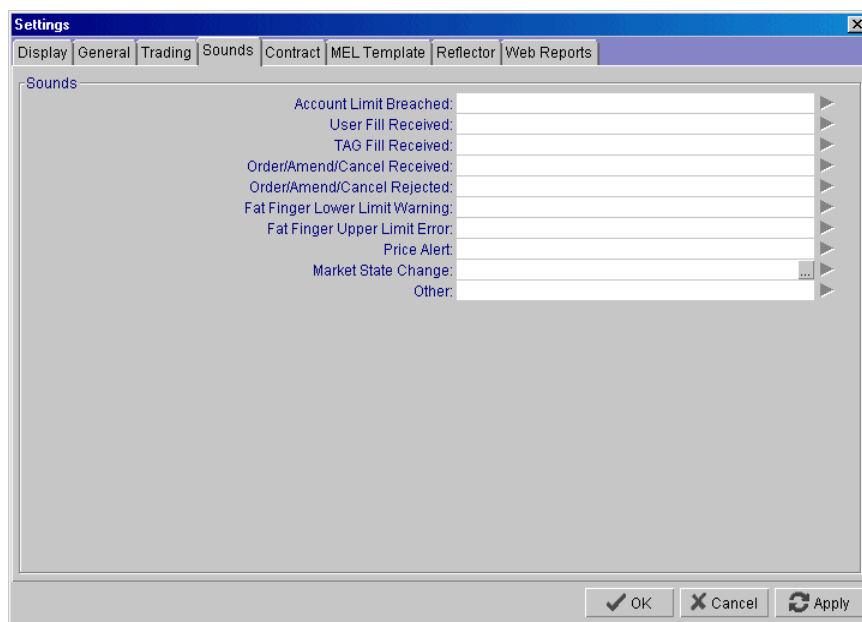 Settings
Display General Trading Sounds Contract MEL Template Reflector Web Reports
Sounds
Account Limit Breached:
User Fill Received:
TAG Fill Received:
Order/Amend/Cancel Received:
Order/Amend/Cancel Rejected:
Fat Finger Lower Limit Warning:
Fat Finger Upper Limit Error:
Price Alert:
Market State Change: ...
Other:
OK Cancel Apply